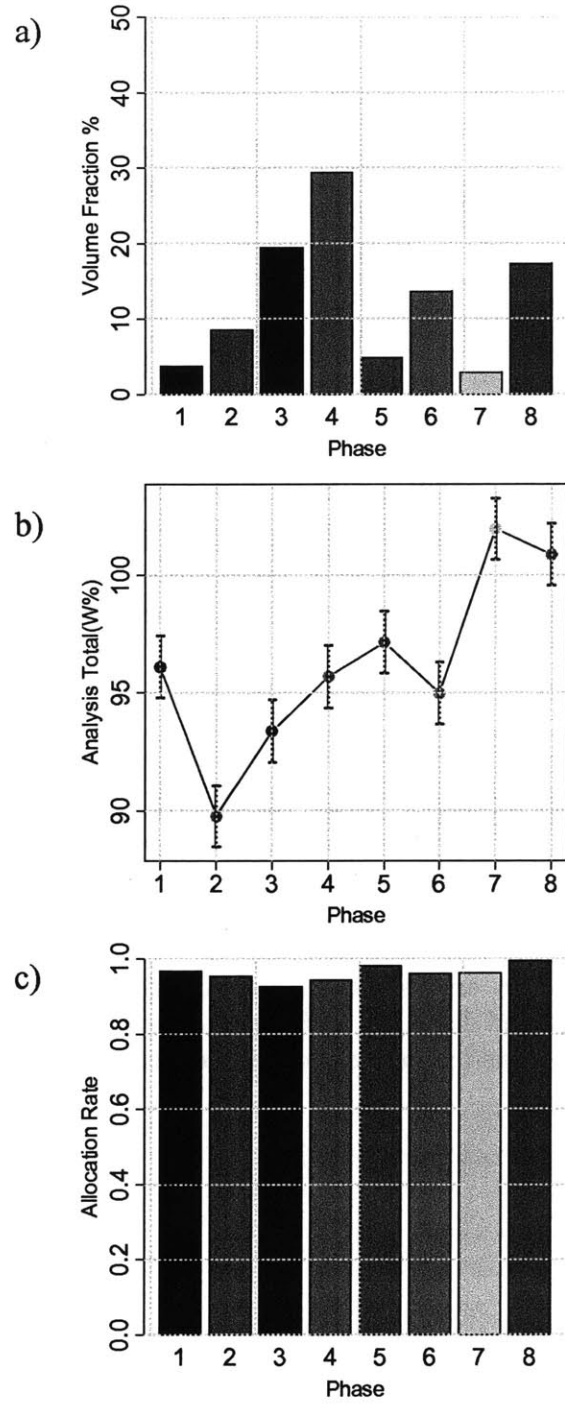 a)
Volume Fraction %
50
40
30
20
10
0
1 2 3 4 5 6 7 8
Phase
b)
Analysis Total(W%)
100
95
90
1 2 3 4 5 6 7 8
Phase
c)
Allocation Rate
1.0
0.8
0.6
0.4
0.2
0.0
1 2 3 4 5 6 7 8
Phase